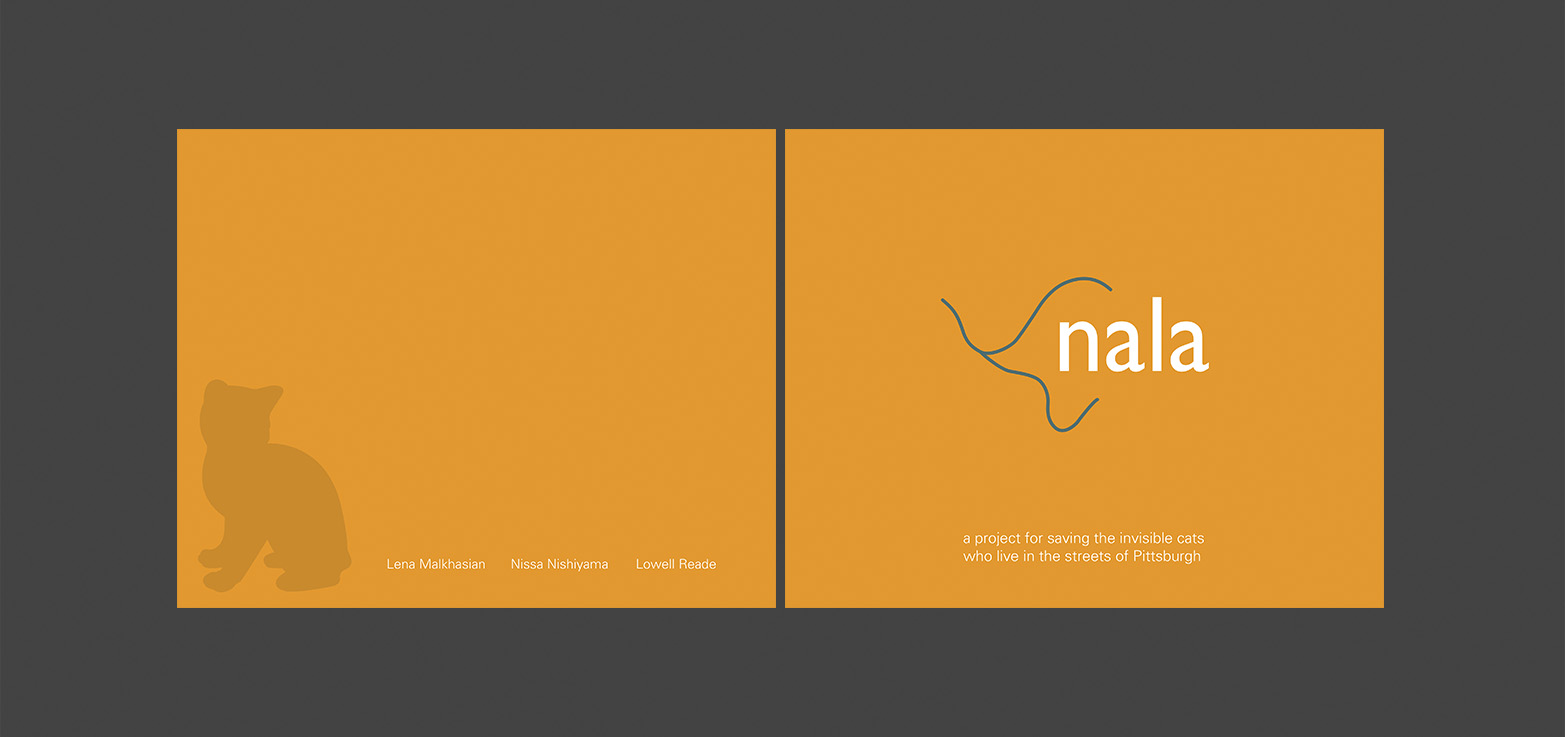 Lena Malkhasian Nissa Nishiyama Lowell Reade
nala
a project for saving the invisible cats
who live in the streets of Pittsburgh